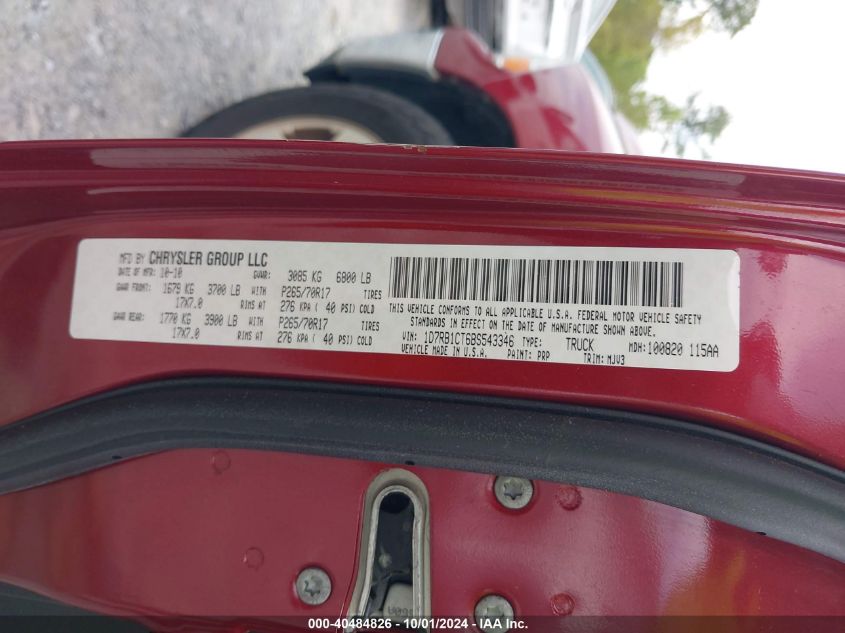 MFD BY CHRYSLER GROUP LLC
DATE OF MFR: 10-10 GVWR: 3085 KG 6800 LB
GAWR FRONT: 1679 KG 3700 LB WITH P265/70R17 TIRES
17X7.0 RIMS AT 276 KPA ( 40 PSI) COLD
GAWR REAR: 1770 KG 3900 LB WITH P265/70R17 TIRES
17X7.0 RIMS AT 276 KPA ( 40 PSI) COLD
THIS VEHICLE CONFORMS TO ALL APPLICABLE U.S.A. FEDERAL MOTOR VEHICLE SAFETY
STANDARDS IN EFFECT ON THE DATE OF MANUFACTURE SHOWN ABOVE.
VIN: 1D7RB1CT6BS543346 TYPE: TRUCK MDH: 100820 115AA
VEHICLE MADE IN U.S.A. PAINT: PRP TRIM: MJV3
000-40484826 - 10/01/2024 - IAA Inc.